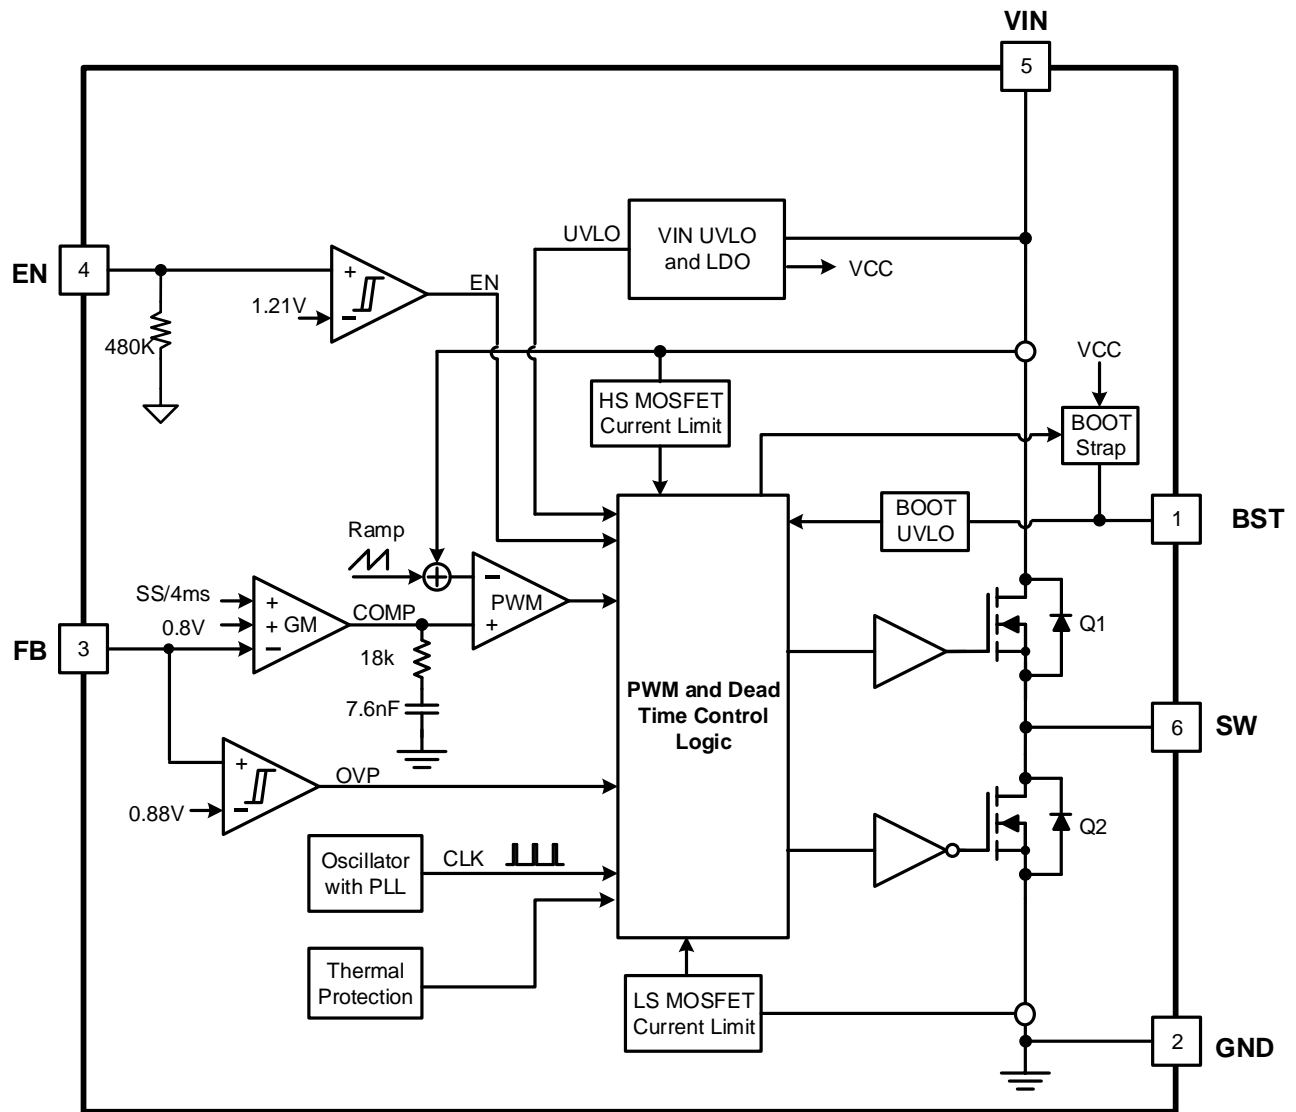 VIN
5
UVLO
VIN UVLO
and LDO
VCC
EN
4
EN
1.21V
480K
+
−
HS MOSFET
Current Limit
VCC
BOOT
Strap
BOOT
UVLO
1
BST
Ramp
+
−
PWM
+
SS/4ms
0.8V
+
+
−
GM
COMP
FB
3
18k
7.6nF
PWM and Dead
Time Control
Logic
Q1
6
SW
+
−
OVP
0.88V
Q2
Oscillator
with PLL
CLK
Thermal
Protection
LS MOSFET
Current Limit
2
GND